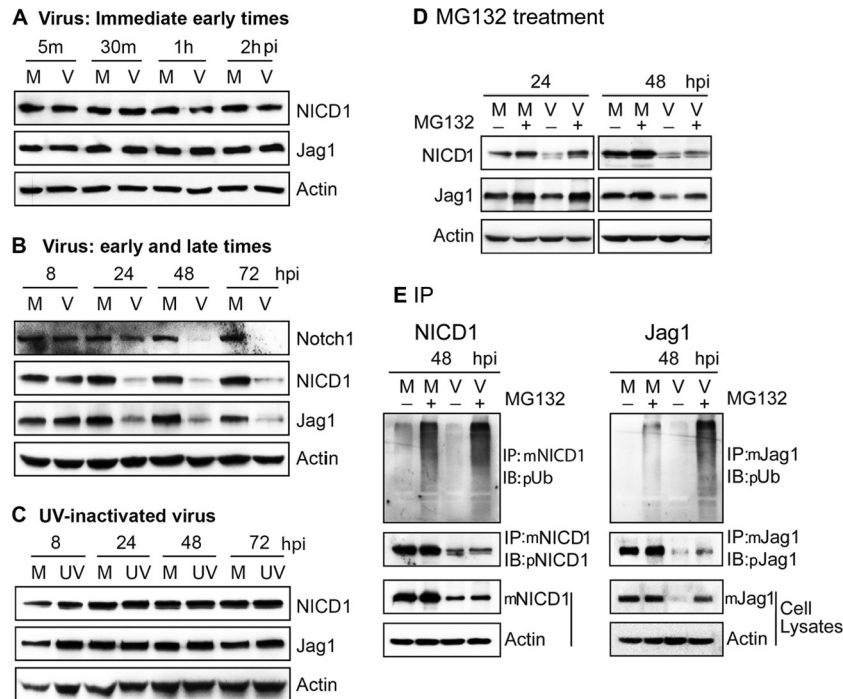 A Virus: Immediate early times
5m 30m 1h 2hpi
M V M V M V M V
NICD1
Jag1
Actin
B Virus: early and late times
8 24 48 72 hpi
M V M V M V M V
Notch1
NICD1
Jag1
Actin
C UV-inactivated virus
8 24 48 72 hpi
M UV M UV M UV M UV
NICD1
Jag1
Actin
D MG132 treatment
24 48 hpi
M M V V M M V V
MG132 – + – + – + – +
NICD1
Jag1
Actin
E IP
NICD1
48 hpi
M M V V
– + – + MG132
IP:mNICD1
IB:pUb
IP:mNICD1
IB:pNICD1
mNICD1
Actin
Jag1
48 hpi
M M V V
– + – + MG132
IP:mJag1
IB:pUb
IP:mJag1
IB:pJag1
mJag1
Actin
Cell
Lysates